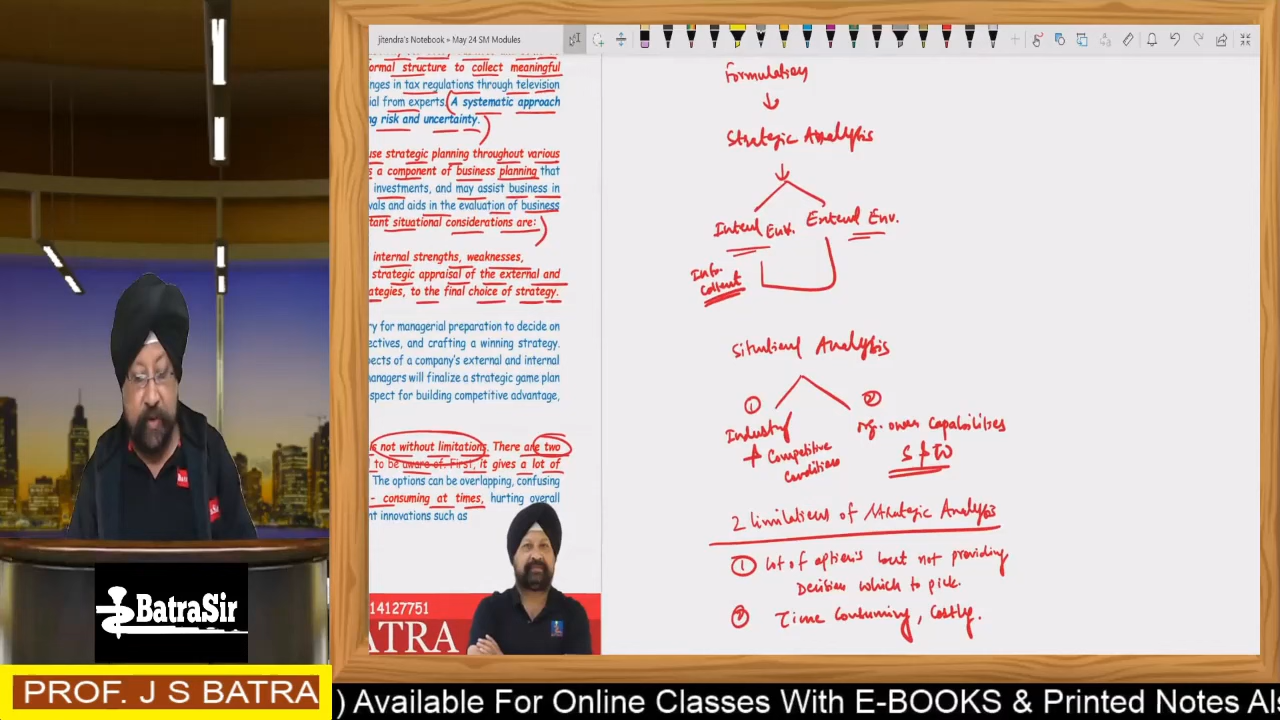 jitendra's Notebook » May 24 SM Modules
ormal structure to collect meaningful
nges in tax regulations through television
ial from experts. (A systematic approach
ng risk and uncertainty.)
use strategic planning throughout various
s a component of business planning that
investments, and may assist business in
vals and aids in the evaluation of business
tant situational considerations are:)
internal strengths, weaknesses,
strategic appraisal of the external and
ategies, to the final choice of strategy.
ry for managerial preparation to decide on
ectives, and crafting a winning strategy.
pects of a company's external and internal
managers will finalize a strategic game plan
ospect for building competitive advantage,
s not without limitations. There are two
to be aware of. First, it gives a lot of
The options can be overlapping, confusing
- consuming at times, hurting overall
nt innovations such as
14127751
ATRA
Formulation
Strategic Analysis
Internal Env. External Env.
Info.
Collect
Situational Analysis
① ②
Industry
+ Competitive
Conditions
org. own Capabilities
S & W
2 limitations of Strategic Analysis
① lot of options but not providing
Decision which to pick.
② Time Consuming, Costly.
BatraSir
PROF. J S BATRA
) Available For Online Classes With E-BOOKS & Printed Notes Als